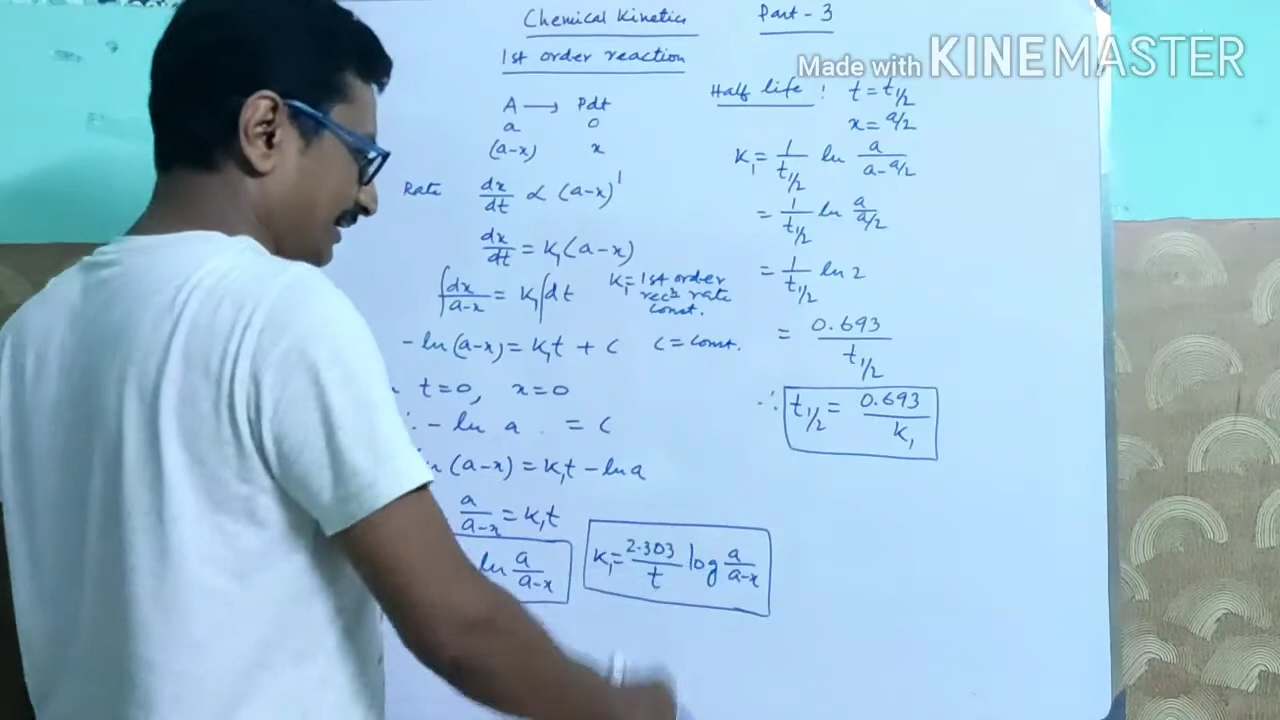 Chemical Kinetics Part - 3
1st order reaction
A → Pdt
a 0
(a-x) x
Rate dx/dt ∝ (a-x)¹
dx/dt = K₁(a-x)
∫dx/a-x = K₁∫dt K₁= 1st order
recⁿ rate
const.
-ln(a-x) = K₁t + C C = const.
t=0, x=0
∴ - ln a = C
(a-x) = K₁t - ln a
a/a-x = K₁t
ln a/a-x
K₁= 2.303/t log a/a-x
Half life : t = t1/2
x = a/2
K₁= 1/t1/2 ln a/a-a/2
= 1/t1/2 ln a/a/2
= 1/t1/2 ln 2
= 0.693/t1/2
∴ t1/2 = 0.693/K₁
Made with KINEMASTER